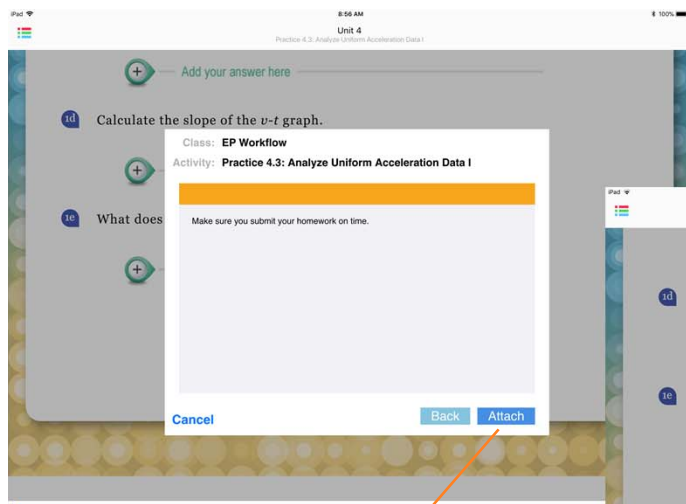 iPad
8:56 AM
100%
Unit 4
Practice 4.3: Analyze Uniform Acceleration Data I
+ Add your answer here
1d Calculate the slope of the v-t graph.
Class: EP Workflow
Activity: Practice 4.3: Analyze Uniform Acceleration Data I
+
iPad
1e What does
Make sure you submit your homework on time.
+
1d
1e
Cancel
Back
Attach